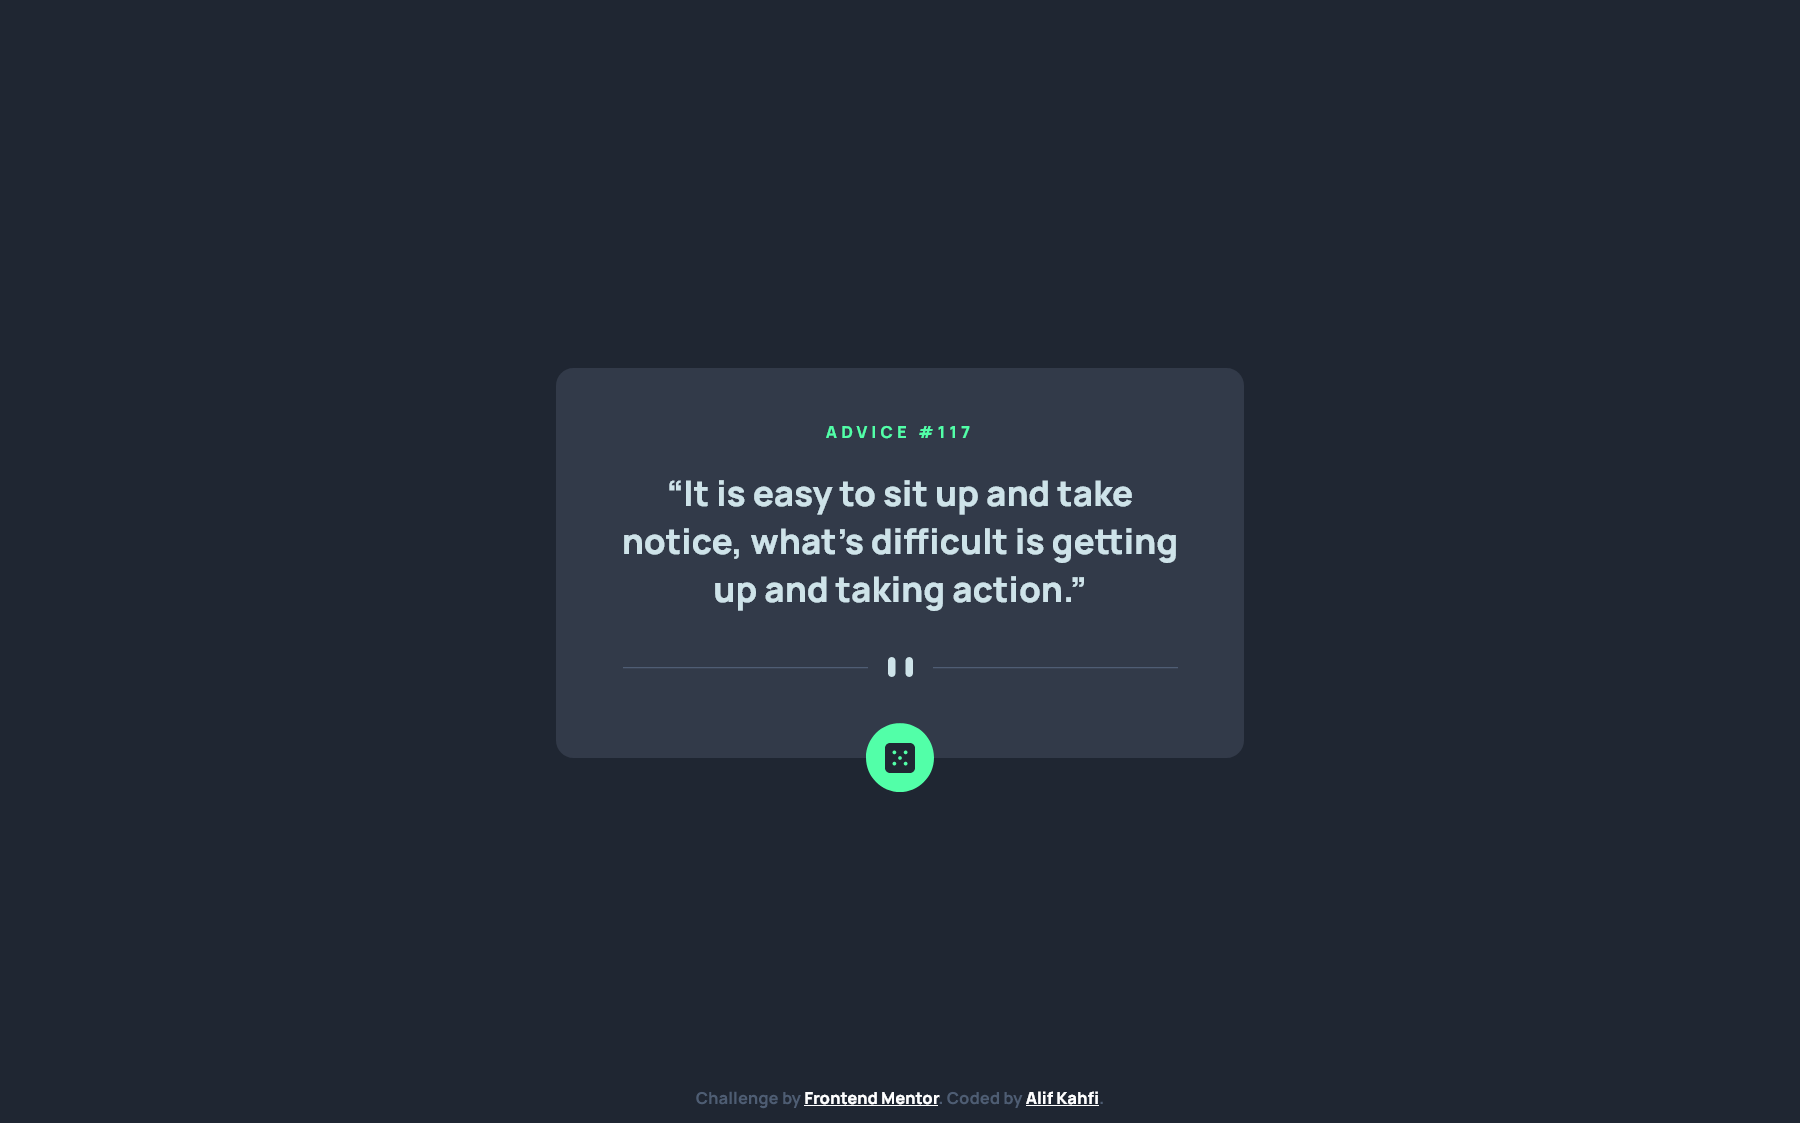 ADVICE #117
“It is easy to sit up and take
notice, what’s difficult is getting
up and taking action.”
Challenge by Frontend Mentor. Coded by Alif Kahfi.